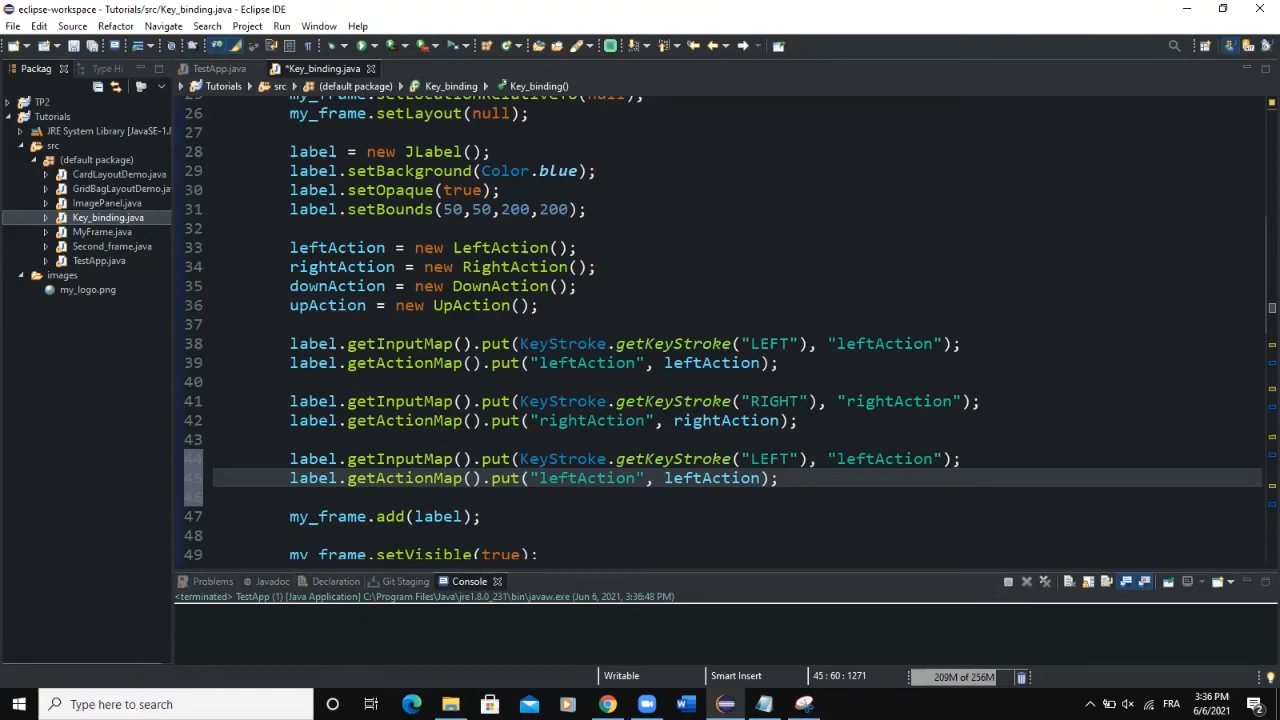 eclipse-workspace - Tutorials/src/Key_binding.java - Eclipse IDE
File Edit Source Refactor Navigate Search Project Run Window Help
Packag Type Hi TestApp.java *Key_binding.java
Tutorials src (default package) Key_binding Key_binding()
TP2
Tutorials
JRE System Library [JavaSE-1.
src
(default package)
CardLayoutDemo.java
GridBagLayoutDemo.jav
ImagePanel.java
Key_binding.java
MyFrame.java
Second_frame.java
TestApp.java
images
my_logo.png
25 my_frame.setLocationRelativeTo(null);
26 my_frame.setLayout(null);
27
28 label = new JLabel();
29 label.setBackground(Color.blue);
30 label.setOpaque(true);
31 label.setBounds(50,50,200,200);
32
33 leftAction = new LeftAction();
34 rightAction = new RightAction();
35 downAction = new DownAction();
36 upAction = new UpAction();
37
38 label.getInputMap().put(KeyStroke.getKeyStroke("LEFT"), "leftAction");
39 label.getActionMap().put("leftAction", leftAction);
40
41 label.getInputMap().put(KeyStroke.getKeyStroke("RIGHT"), "rightAction");
42 label.getActionMap().put("rightAction", rightAction);
43
44 label.getInputMap().put(KeyStroke.getKeyStroke("LEFT"), "leftAction");
45 label.getActionMap().put("leftAction", leftAction);
46
47 my_frame.add(label);
48
49 my_frame.setVisible(true);
Problems Javadoc Declaration Git Staging Console
<terminated> TestApp (1) [Java Application] C:\Program Files\Java\jre1.8.0_231\bin\javaw.exe (Jun 6, 2021, 3:36:48 PM)
Writable Smart Insert 45 : 60 : 1271 209M of 256M
Type here to search
FRA
3:36 PM
6/6/2021
2